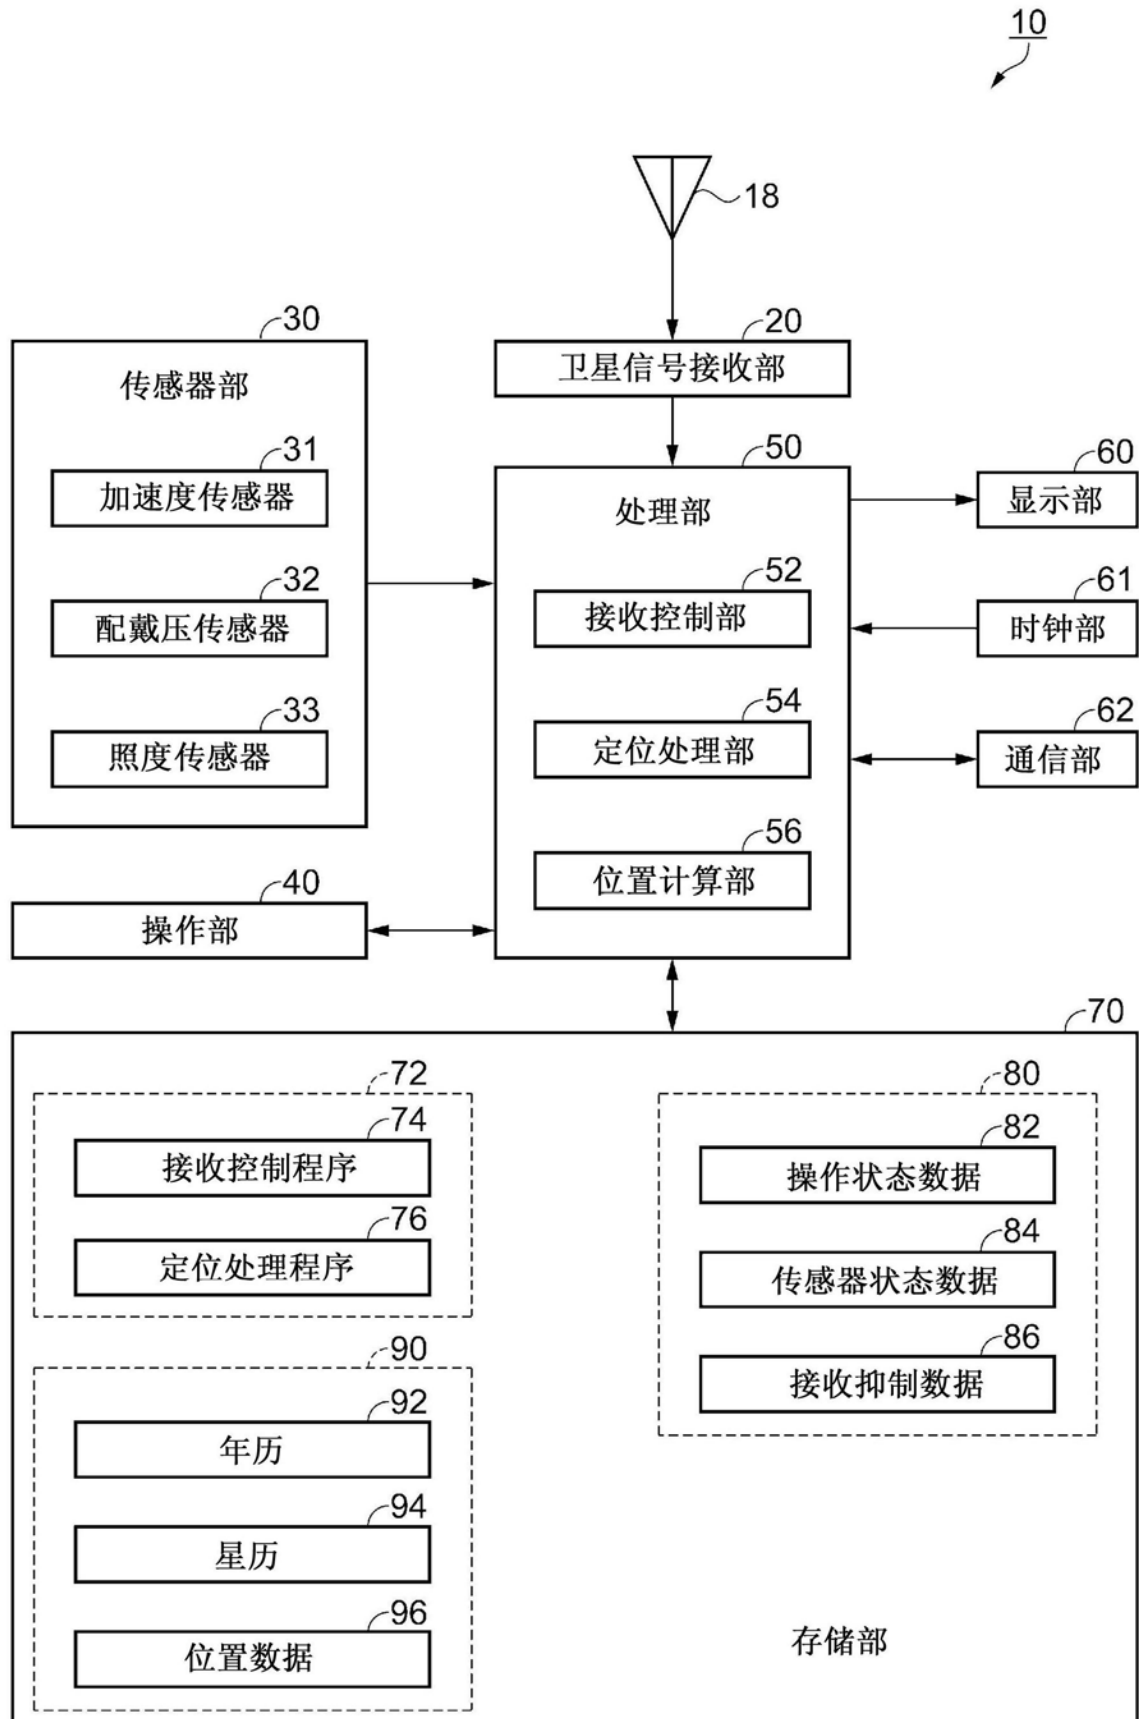 10
18
30
传感器部
31
加速度传感器
32
配戴压传感器
33
照度传感器
40
操作部
20
卫星信号接收部
50
处理部
52
接收控制部
54
定位处理部
56
位置计算部
60
显示部
61
时钟部
62
通信部
70
72
74
接收控制程序
76
定位处理程序
80
82
操作状态数据
84
传感器状态数据
86
接收抑制数据
90
92
年历
94
星历
96
位置数据
存储部